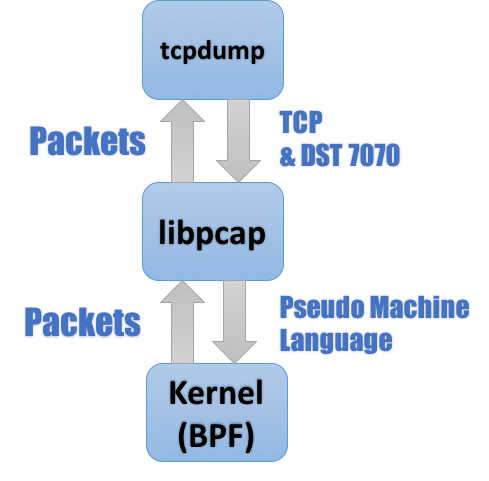 tcpdump
Packets
TCP
& DST 7070
libpcap
Packets
Pseudo Machine
Language
Kernel
(BPF)